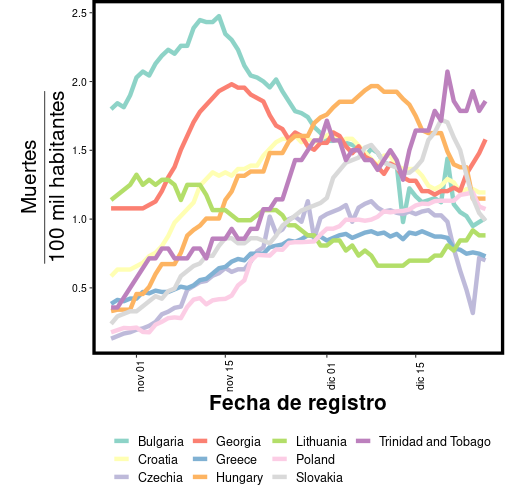 2.5
2.0
1.5
1.0
0.5
Muertes
100 mil habitantes
nov 01
nov 15
dic 01
dic 15
Fecha de registro
Bulgaria Georgia Lithuania Trinidad and Tobago
Croatia Greece Poland
Czechia Hungary Slovakia